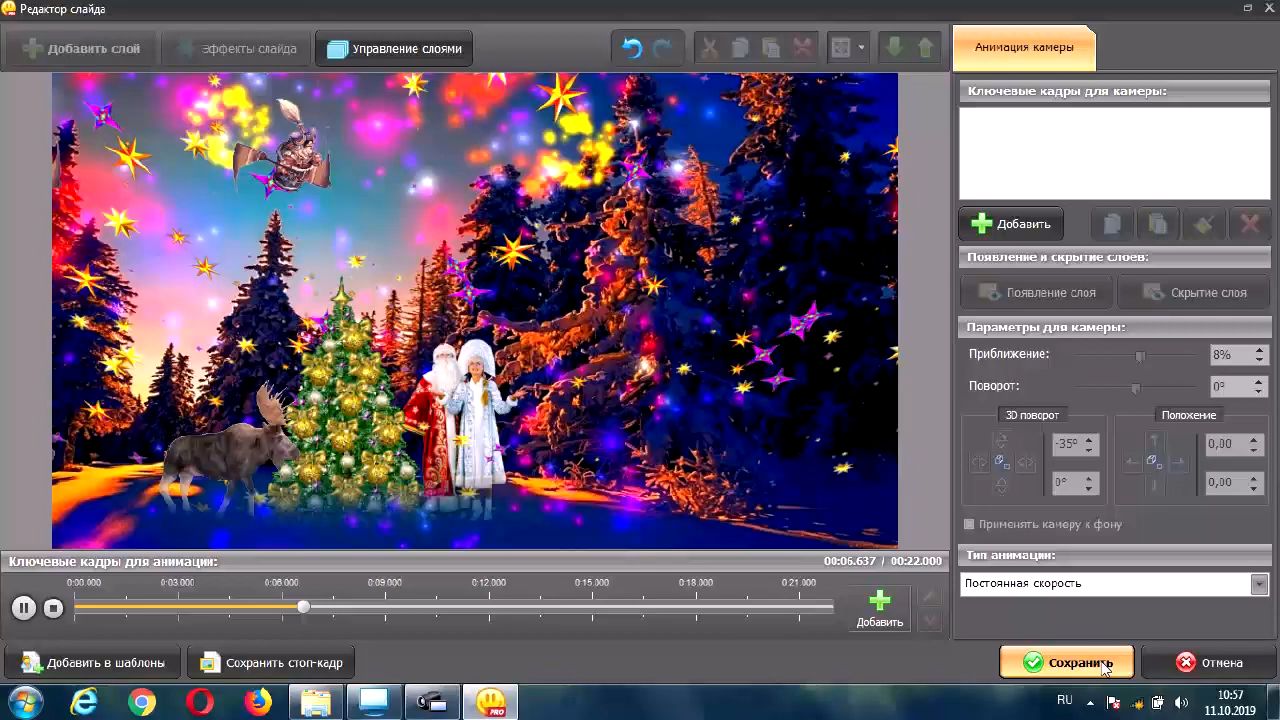 Редактор слайда
Добавить слой
Эффекты слайда
Управление слоями
Анимация камеры
Ключевые кадры для камеры:
Добавить
Появление и скрытие слоев:
Появление слоя
Скрытие слоя
Параметры для камеры:
Приближение:
8%
Поворот:
0º
3D поворот
Положение
-35º
0,00
0º
0,00
Применять камеру к фону
Тип анимации:
Постоянная скорость
Ключевые кадры для анимации:
00:06.637 / 00:22.000
0:00.000
0:03.000
0:06.000
0:09.000
0:12.000
0:15.000
0:18.000
0:21.000
Добавить
Добавить в шаблоны
Сохранить стоп-кадр
Сохранить
Отмена
PRO
RU
10:57
11.10.2019